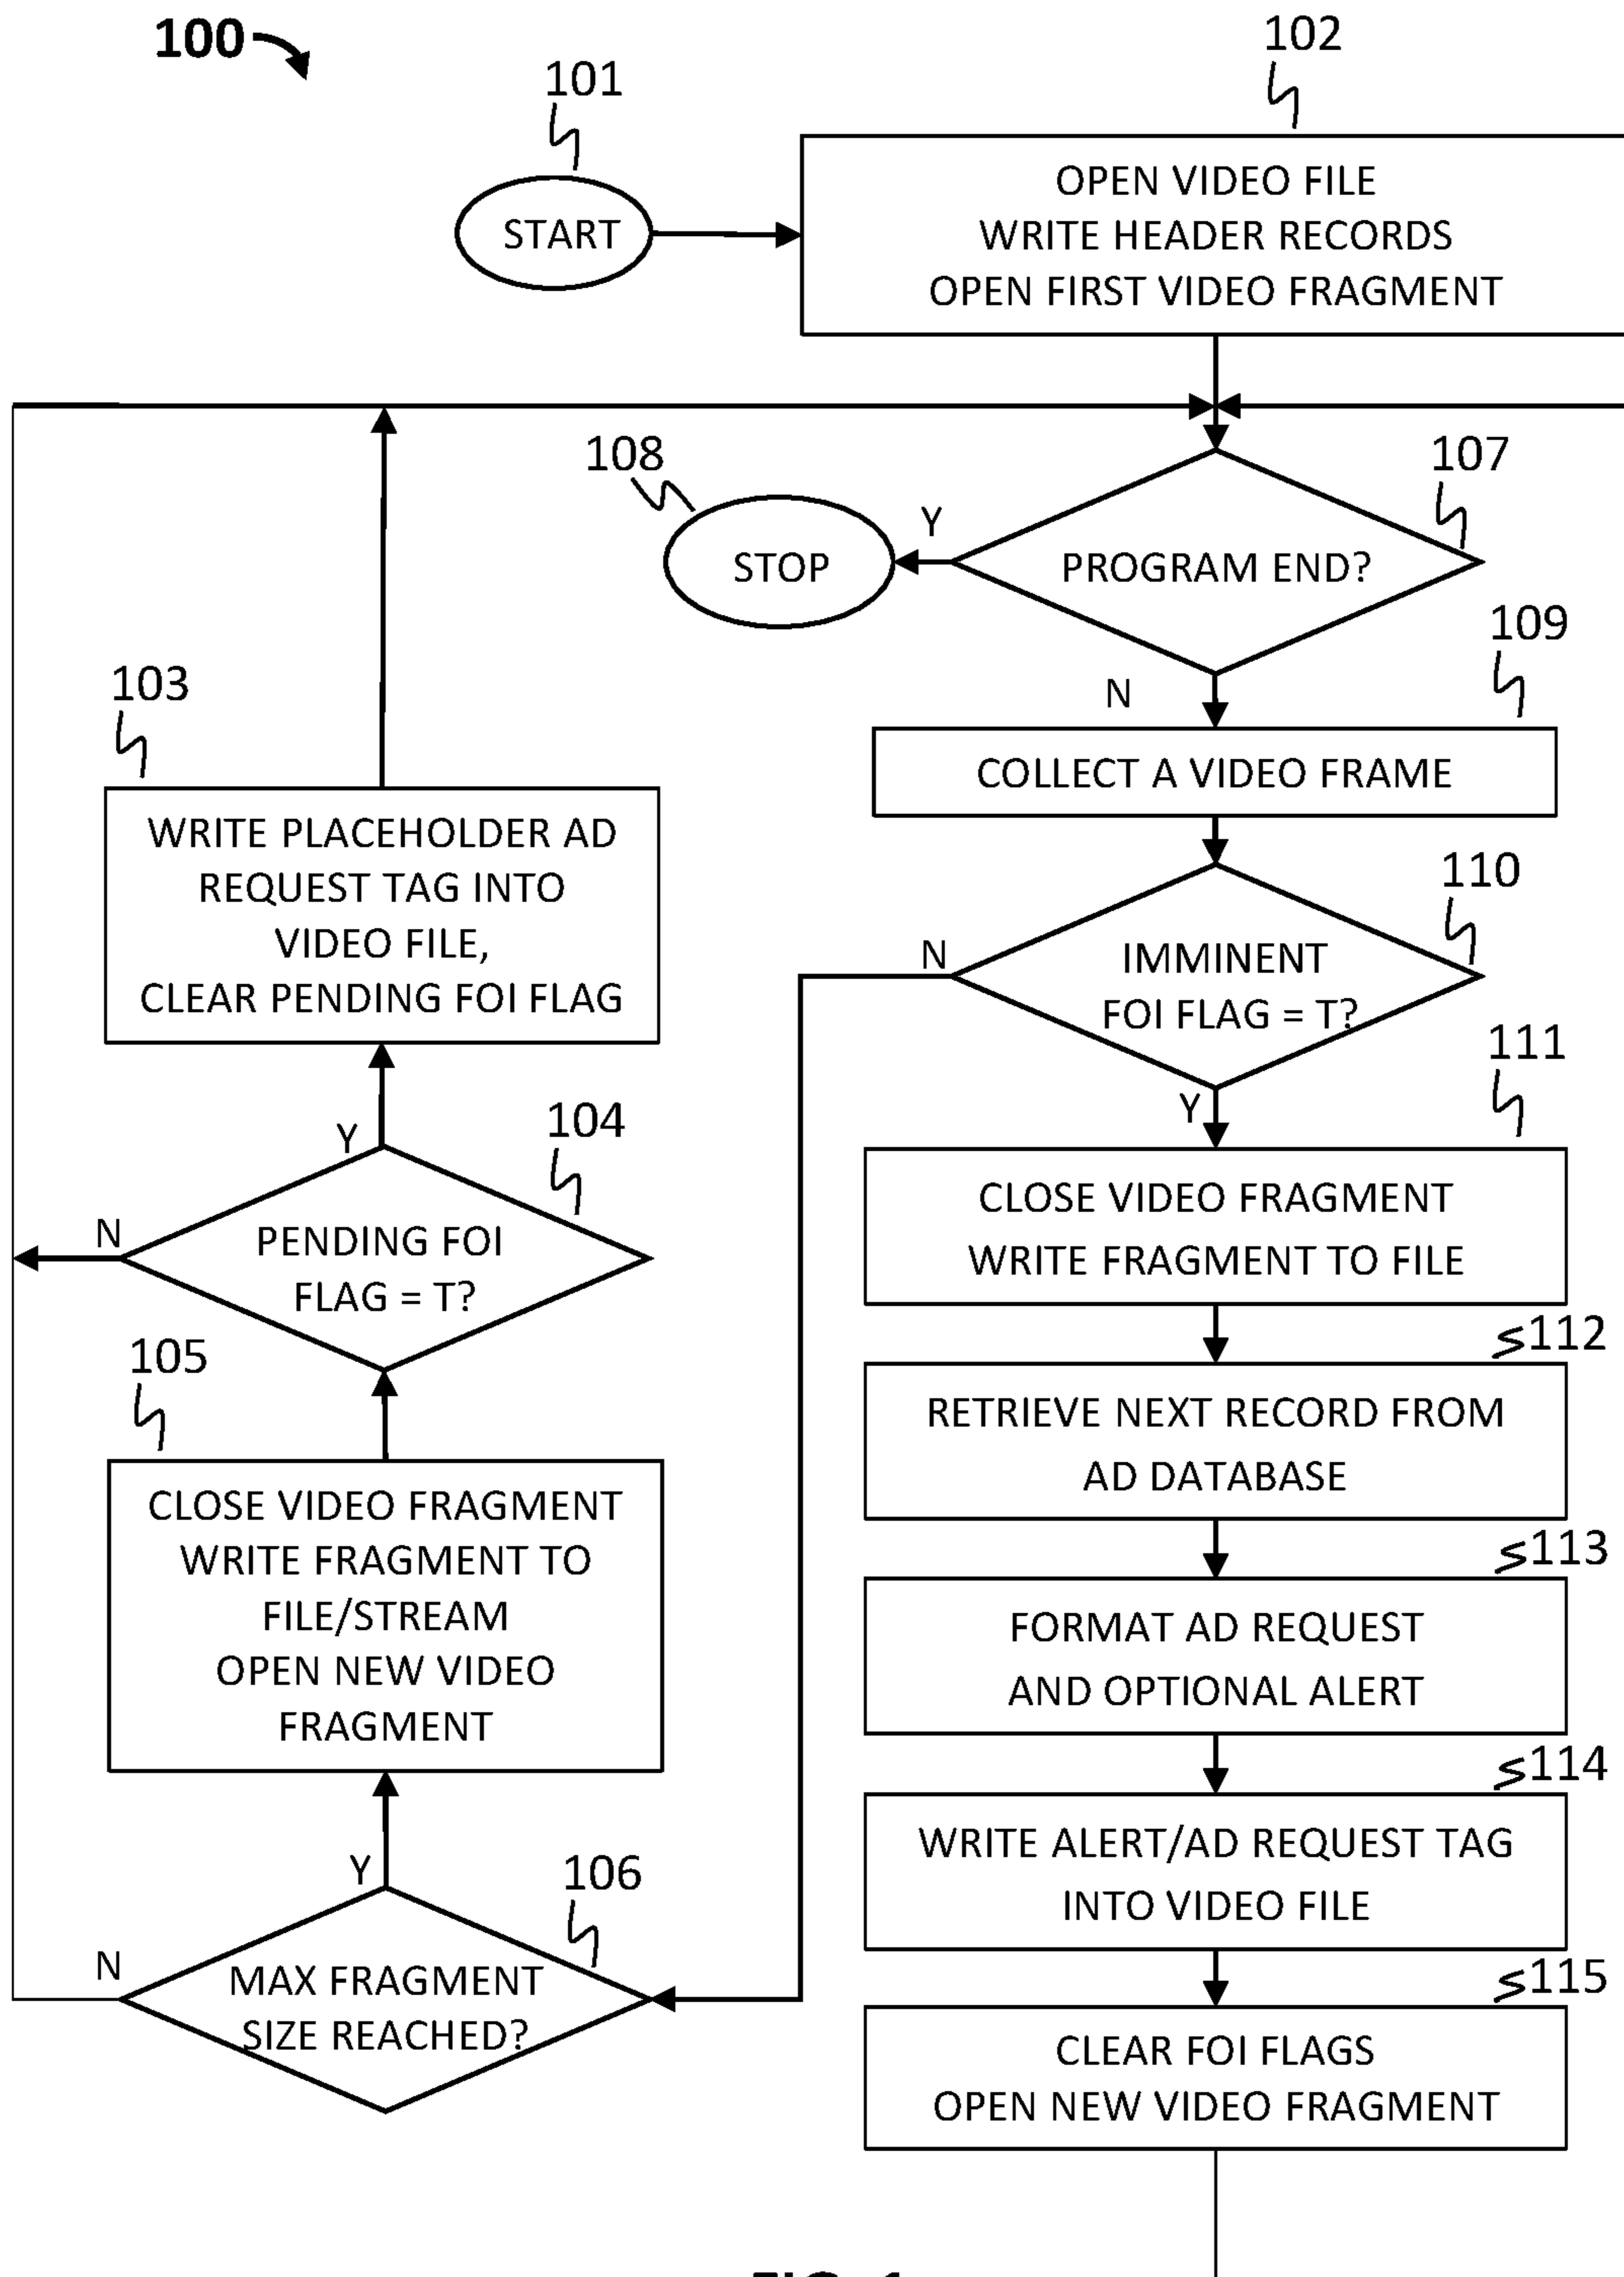 100
101
102
START
OPEN VIDEO FILE
WRITE HEADER RECORDS
OPEN FIRST VIDEO FRAGMENT
108
107
STOP
Y
PROGRAM END?
N
109
COLLECT A VIDEO FRAME
110
N
IMMINENT
FOI FLAG = T?
Y
111
CLOSE VIDEO FRAGMENT
WRITE FRAGMENT TO FILE
112
RETRIEVE NEXT RECORD FROM
AD DATABASE
113
FORMAT AD REQUEST
AND OPTIONAL ALERT
114
WRITE ALERT/AD REQUEST TAG
INTO VIDEO FILE
115
CLEAR FOI FLAGS
OPEN NEW VIDEO FRAGMENT
103
WRITE PLACEHOLDER AD
REQUEST TAG INTO
VIDEO FILE,
CLEAR PENDING FOI FLAG
Y
104
N
PENDING FOI
FLAG = T?
105
CLOSE VIDEO FRAGMENT
WRITE FRAGMENT TO
FILE/STREAM
OPEN NEW VIDEO
FRAGMENT
Y
106
N
MAX FRAGMENT
SIZE REACHED?